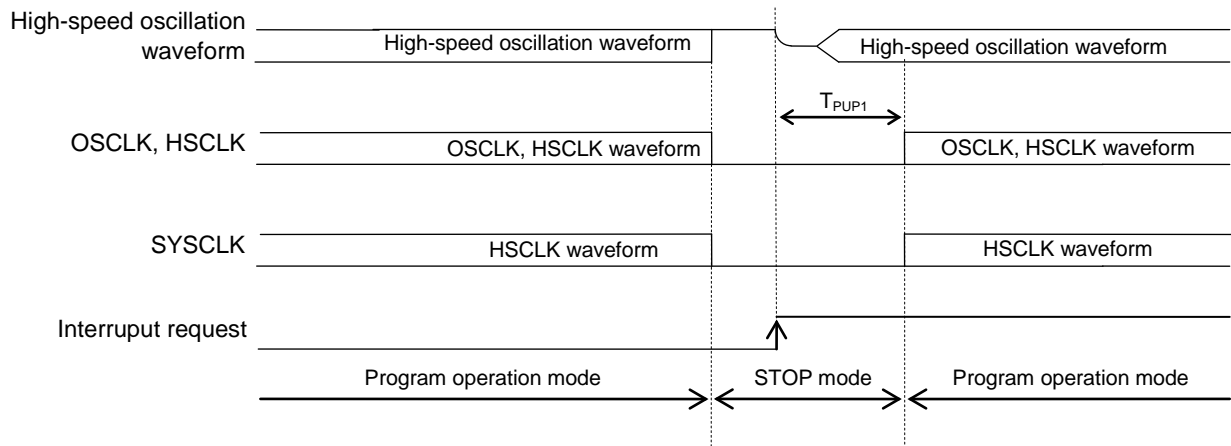 High-speed oscillation
waveform
High-speed oscillation waveform
High-speed oscillation waveform
TPUP1
OSCLK, HSCLK
OSCLK, HSCLK waveform
OSCLK, HSCLK waveform
SYSCLK
HSCLK waveform
HSCLK waveform
Interruput request
Program operation mode
STOP mode
Program operation mode